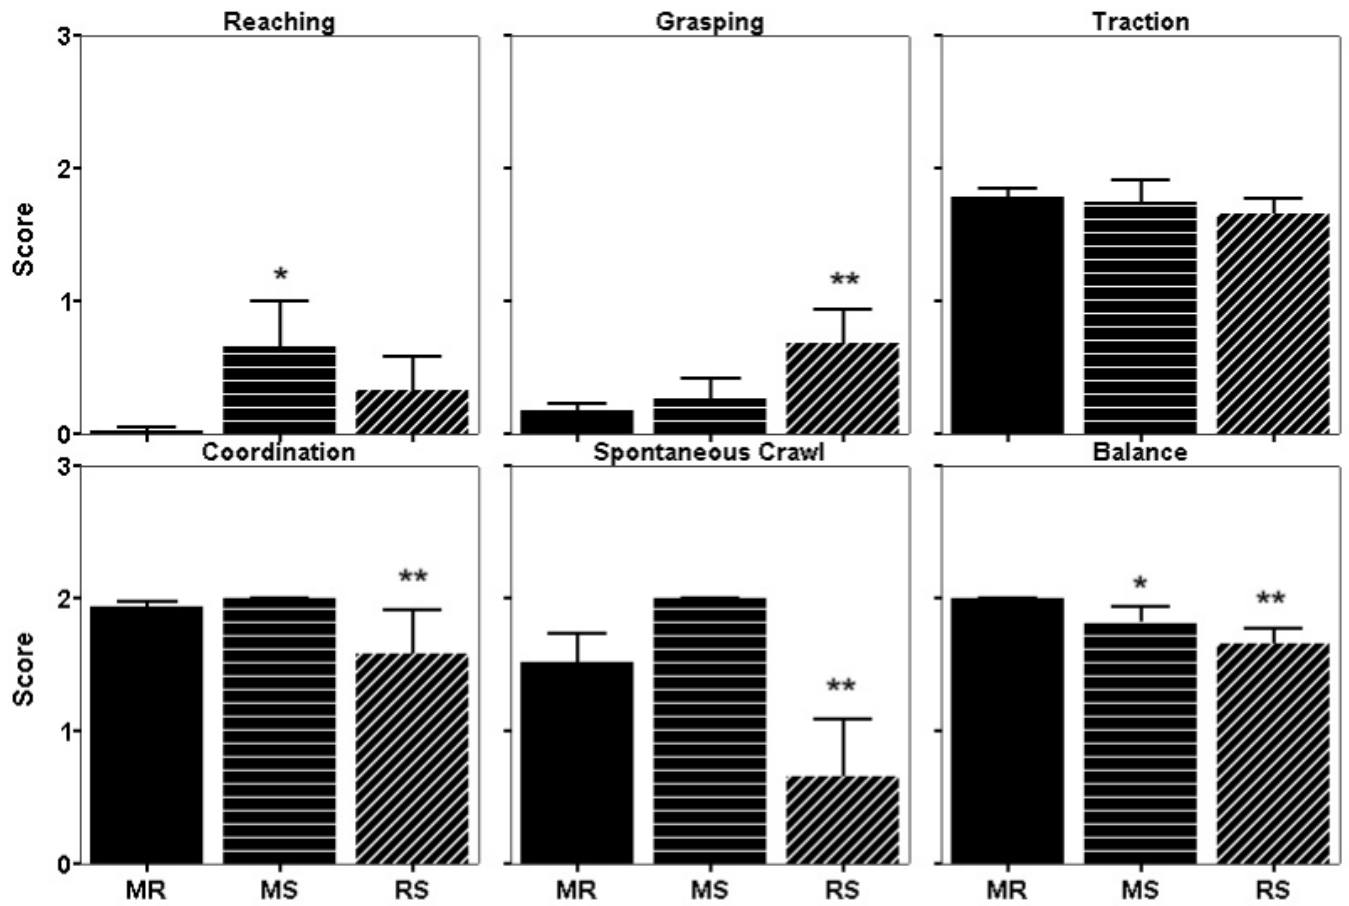 Reaching Grasping Traction
3
2
1
0
Score
*
**
Coordination Spontaneous Crawl Balance
3
2
1
0
Score
**
**
*
**
MR MS RS MR MS RS MR MS RS